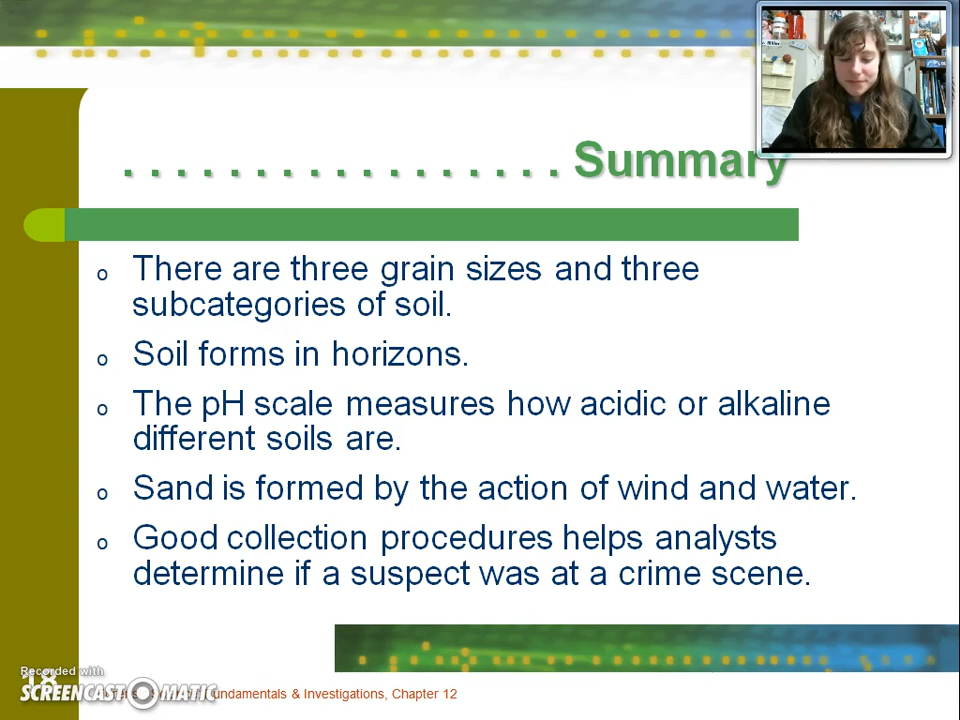 . . . . . . . . . . . . . . . . . Summary
o There are three grain sizes and three
subcategories of soil.
o Soil forms in horizons.
o The pH scale measures how acidic or alkaline
different soils are.
o Sand is formed by the action of wind and water.
o Good collection procedures helps analysts
determine if a suspect was at a crime scene.
Recorded with
18
SCREENCAST-O-MATIC
Fundamentals & Investigations, Chapter 12